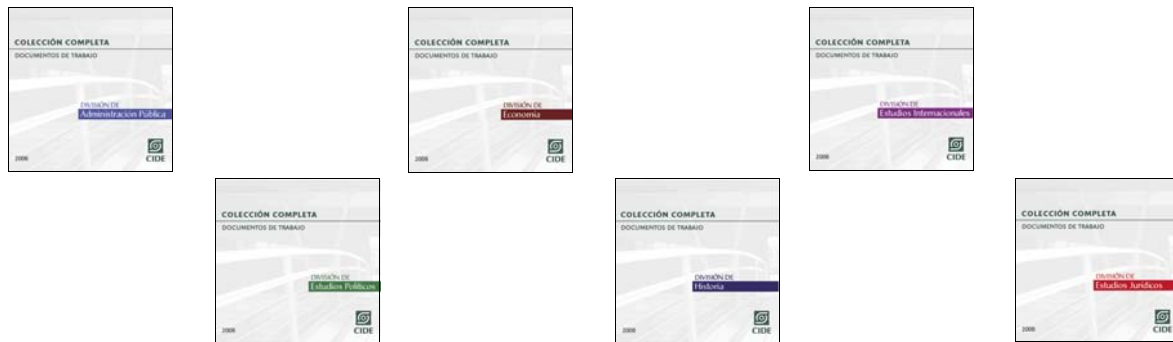 COLECCIÓN COMPLETA
DOCUMENTOS DE TRABAJO
DIVISIÓN DE
Administración Pública
2008
CIDE
COLECCIÓN COMPLETA
DOCUMENTOS DE TRABAJO
DIVISIÓN DE
Economía
2008
CIDE
COLECCIÓN COMPLETA
DOCUMENTOS DE TRABAJO
DIVISIÓN DE
Estudios Internacionales
2008
CIDE
COLECCIÓN COMPLETA
DOCUMENTOS DE TRABAJO
DIVISIÓN DE
Estudios Políticos
2008
CIDE
COLECCIÓN COMPLETA
DOCUMENTOS DE TRABAJO
DIVISIÓN DE
Historia
2008
CIDE
COLECCIÓN COMPLETA
DOCUMENTOS DE TRABAJO
DIVISIÓN DE
Estudios Jurídicos
2008
CIDE